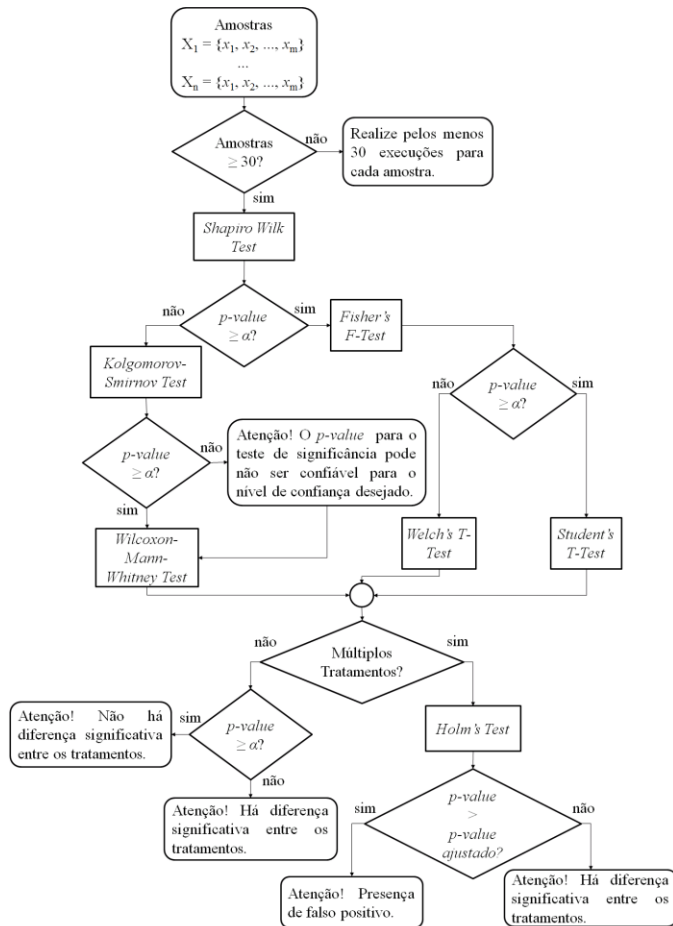 Amostras
X1 = {x1, x2, ..., xm}
...
Xn = {x1, x2, ..., xm}
Amostras
≥ 30?
não
Realize pelos menos
30 execuções para
cada amostra.
sim
Shapiro Wilk
Test
não
p-value
≥ α?
sim
Fisher's
F-Test
Kolgomorov-
Smirnov Test
não
p-value
≥ α?
sim
p-value
≥ α?
não
Atenção! O p-value para o
teste de significância pode
não ser confiável para o
nível de confiança desejado.
sim
Wilcoxon-
Mann-
Whitney Test
Welch's T-
Test
Student's
T-Test
não
Múltiplos
Tratamentos?
sim
Atenção! Não há
diferença significativa
entre os tratamentos.
sim
p-value
≥ α?
não
Atenção! Há diferença
significativa entre os
tratamentos.
Holm's Test
sim
p-value
>
p-value
ajustado?
não
Atenção! Presença
de falso positivo.
Atenção! Há diferença
significativa entre os
tratamentos.